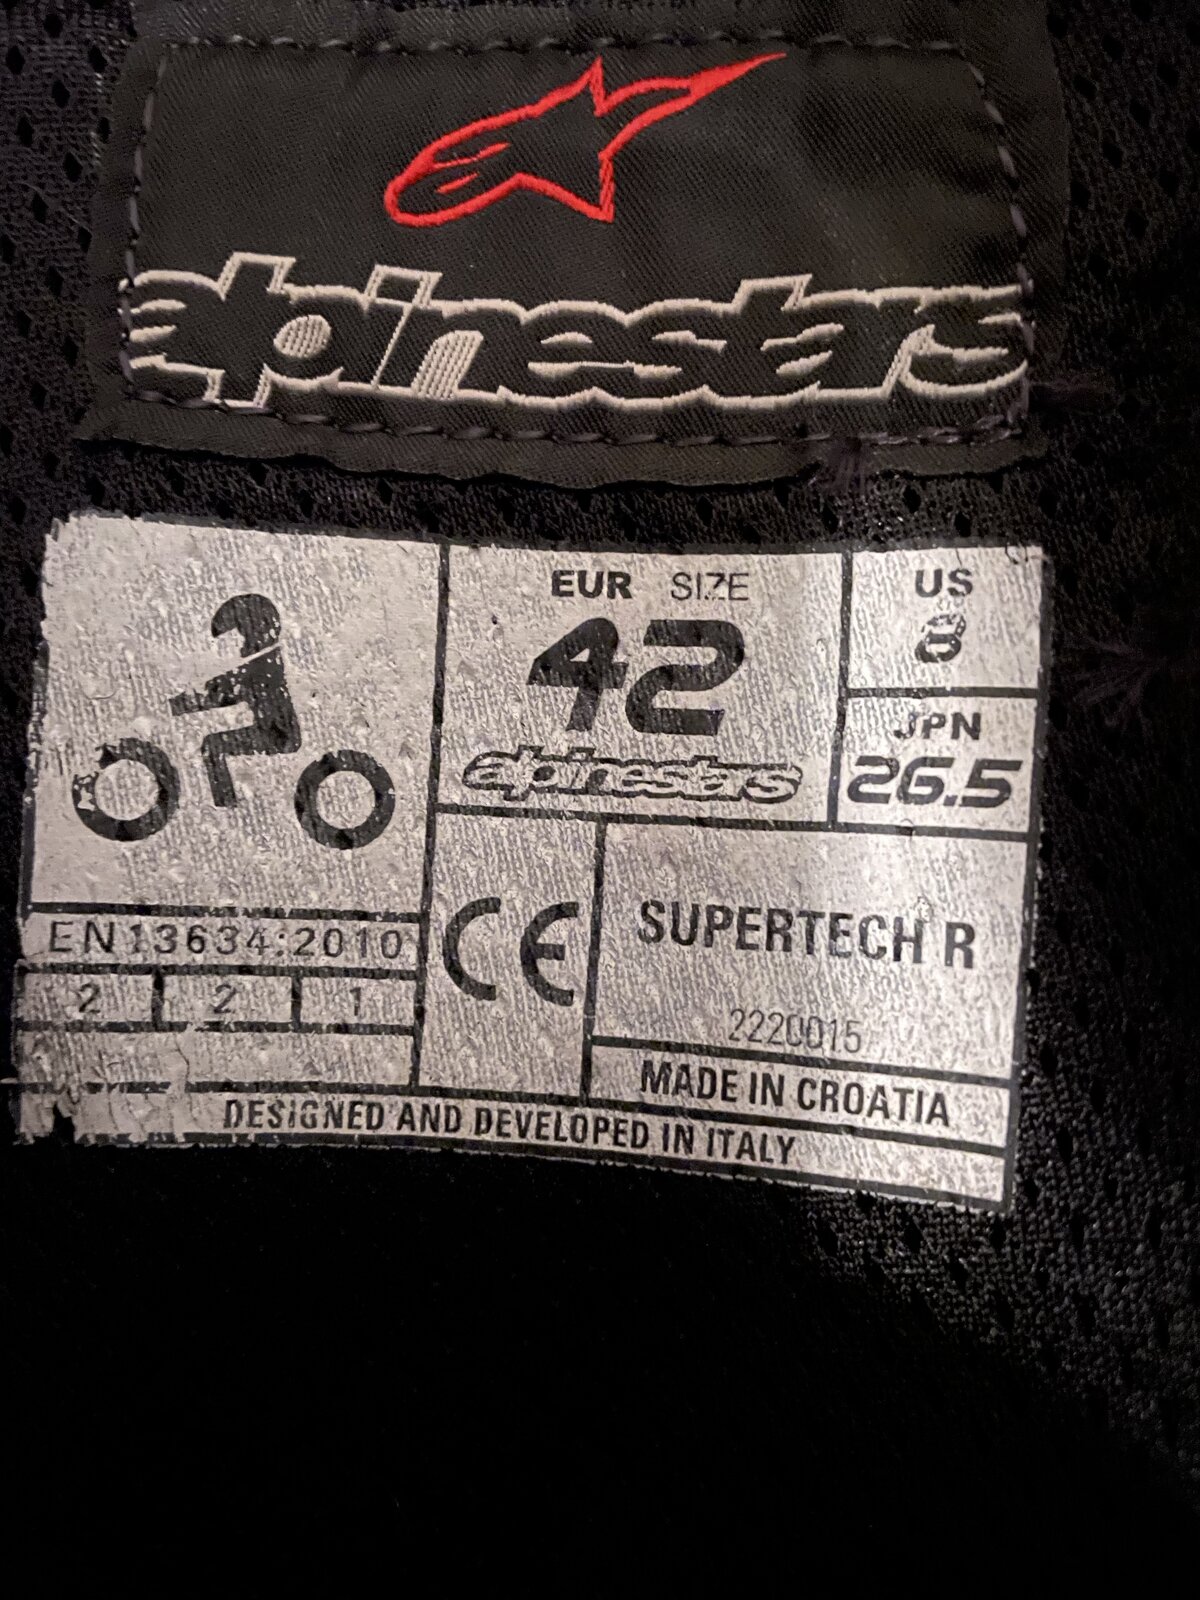 alpinestars
EUR SIZE
42
alpinestars
US
8
JPN
26.5
EN13634:2010
2 2 1
CE
SUPERTECH R
2220015
MADE IN CROATIA
DESIGNED AND DEVELOPED IN ITALY